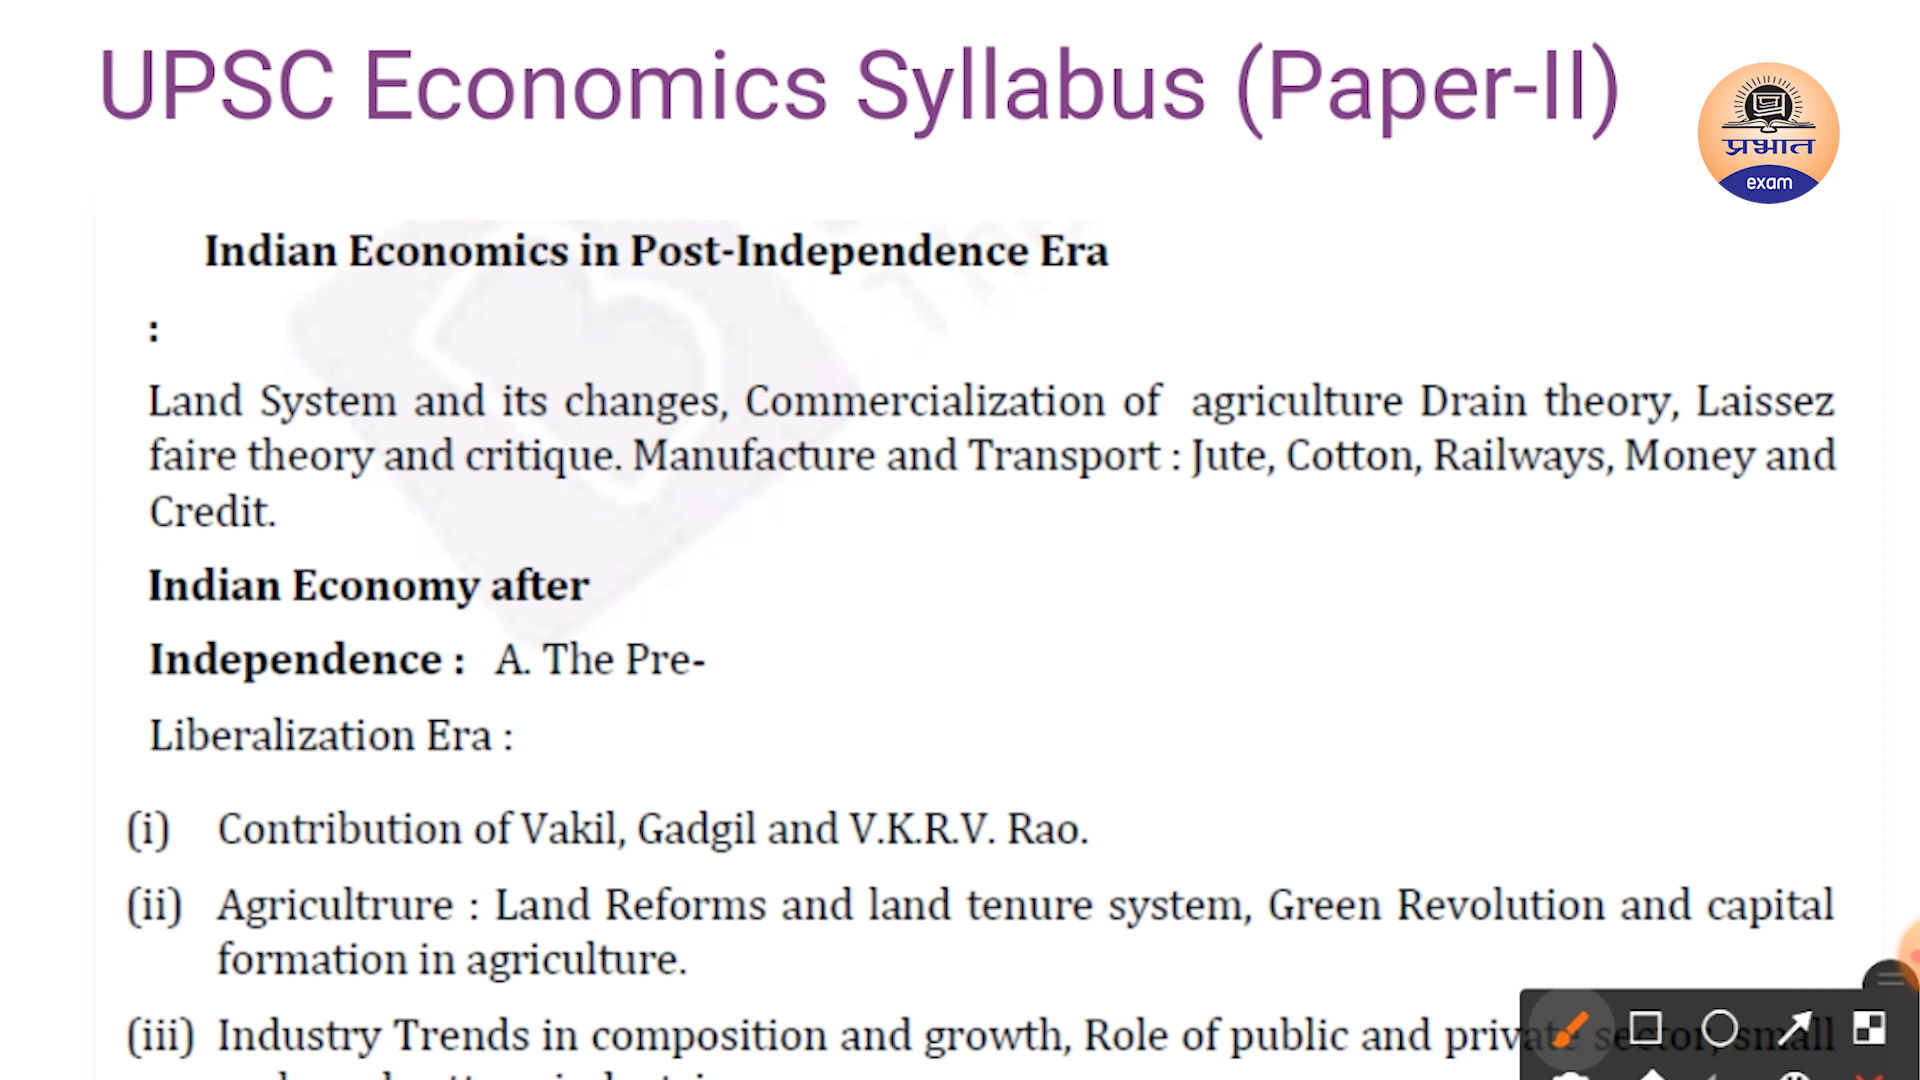 UPSC Economics Syllabus (Paper-II)
प्रभात
exam
Indian Economics in Post-Independence Era
:
Land System and its changes, Commercialization of agriculture Drain theory, Laissez
faire theory and critique. Manufacture and Transport : Jute, Cotton, Railways, Money and
Credit.
Indian Economy after
Independence : A. The Pre-
Liberalization Era :
(i) Contribution of Vakil, Gadgil and V.K.R.V. Rao.
(ii) Agricultrure : Land Reforms and land tenure system, Green Revolution and capital
formation in agriculture.
(iii) Industry Trends in composition and growth, Role of public and private sector, small